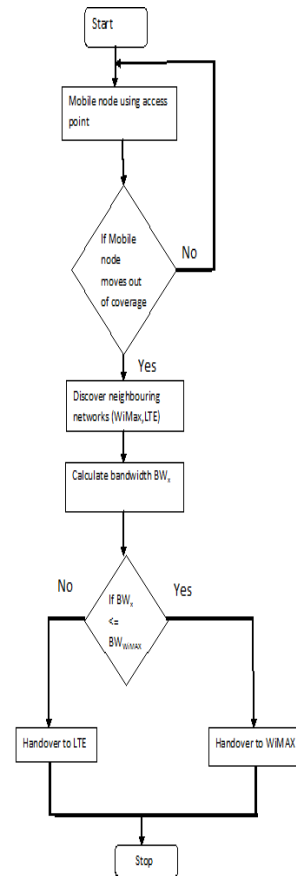 Start
Mobile node using access
point
If Mobile
node
moves out
of coverage
No
Yes
Discover neighbouring
networks (WiMax,LTE)
Calculate bandwidth BWx
No
Yes
If BWx
<=
BWWiMAX
Handover to LTE
Handover to WiMAX
Stop